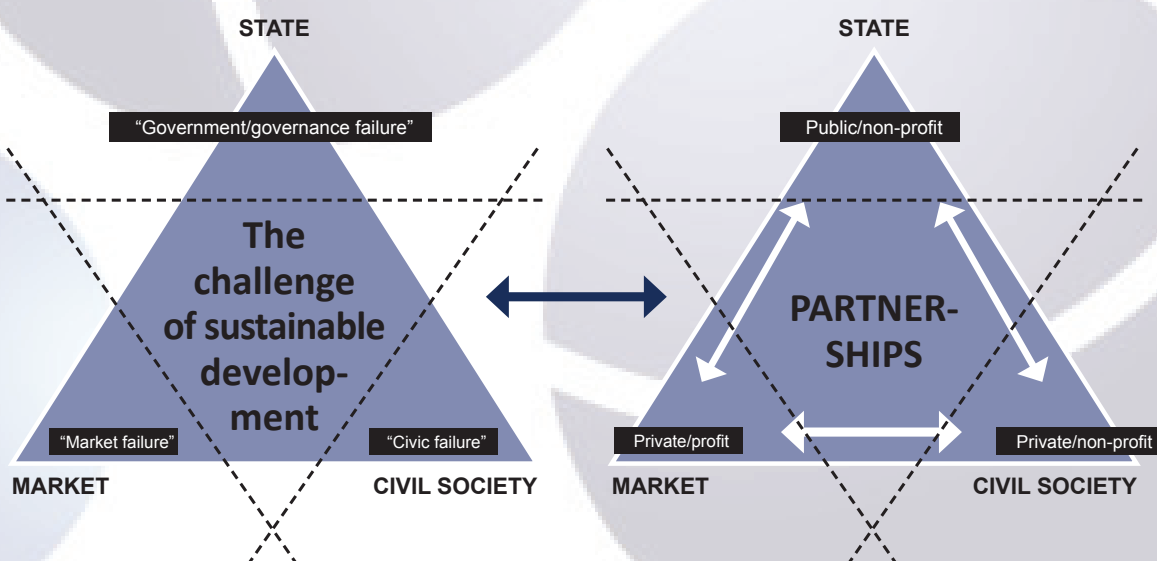 STATE
"Government/governance failure"
The
challenge
of sustainable
develop-
ment
"Market failure"
"Civic failure"
MARKET
CIVIL SOCIETY
STATE
Public/non-profit
PARTNER-
SHIPS
Private/profit
Private/non-profit
MARKET
CIVIL SOCIETY